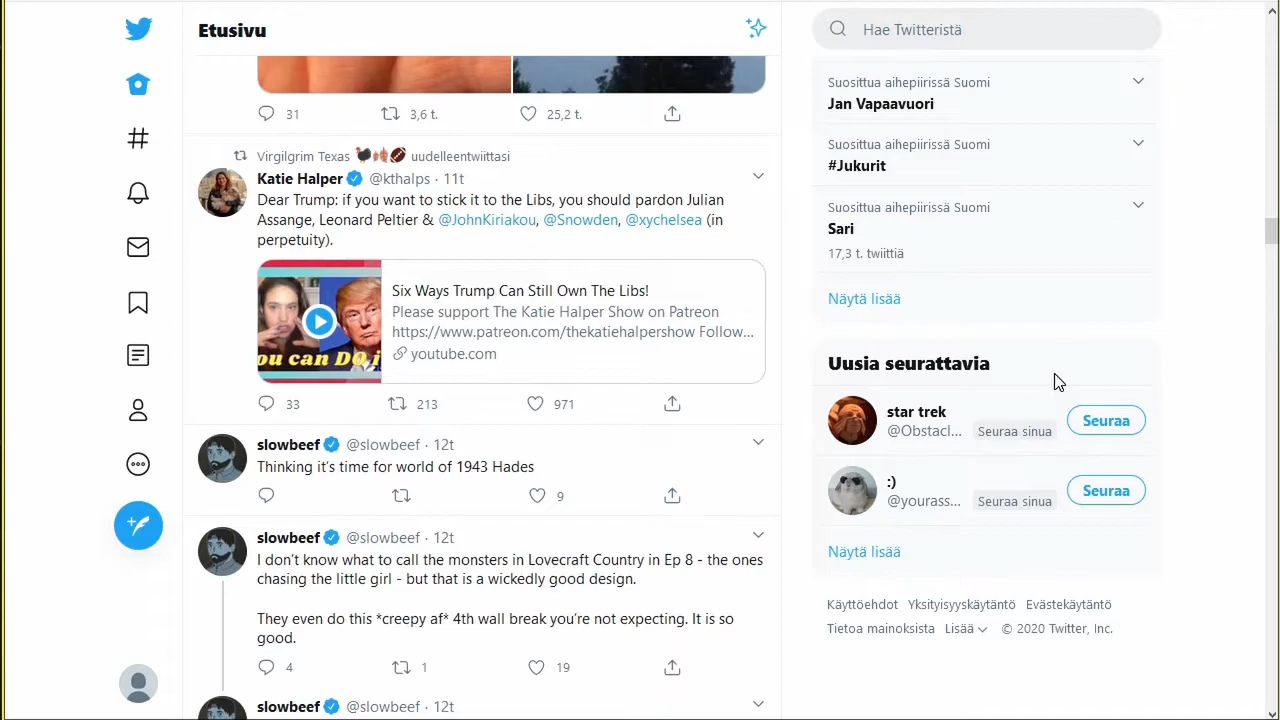 Etusivu
31
3,6 t.
25,2 t.
Virgilgrim Texas 🦃🙏🏈 uudelleentwiittasi
Katie Halper @kthalps · 11t
Dear Trump: if you want to stick it to the Libs, you should pardon Julian
Assange, Leonard Peltier & @JohnKiriakou, @Snowden, @xychelsea (in
perpetuity).
YOU CAN DO i
Six Ways Trump Can Still Own The Libs!
Please support The Katie Halper Show on Patreon
https://www.patreon.com/thekatiehalpershow Follow...
youtube.com
33
213
971
slowbeef @slowbeef · 12t
Thinking it's time for world of 1943 Hades
9
slowbeef @slowbeef · 12t
I don't know what to call the monsters in Lovecraft Country in Ep 8 - the ones
chasing the little girl - but that is a wickedly good design.
They even do this *creepy af* 4th wall break you're not expecting. It is so
good.
4
1
19
slowbeef @slowbeef · 12t
Hae Twitteristä
Suosittua aihepiirissä Suomi
Jan Vapaavuori
Suosittua aihepiirissä Suomi
#Jukurit
Suosittua aihepiirissä Suomi
Sari
17,3 t. twiittiä
Näytä lisää
Uusia seurattavia
star trek
@Obstacl... Seuraa sinua
Seuraa
:)
@yourass... Seuraa sinua
Seuraa
Näytä lisää
Käyttöehdot Yksityisyyskäytäntö Evästekäytäntö
Tietoa mainoksista Lisää © 2020 Twitter, Inc.